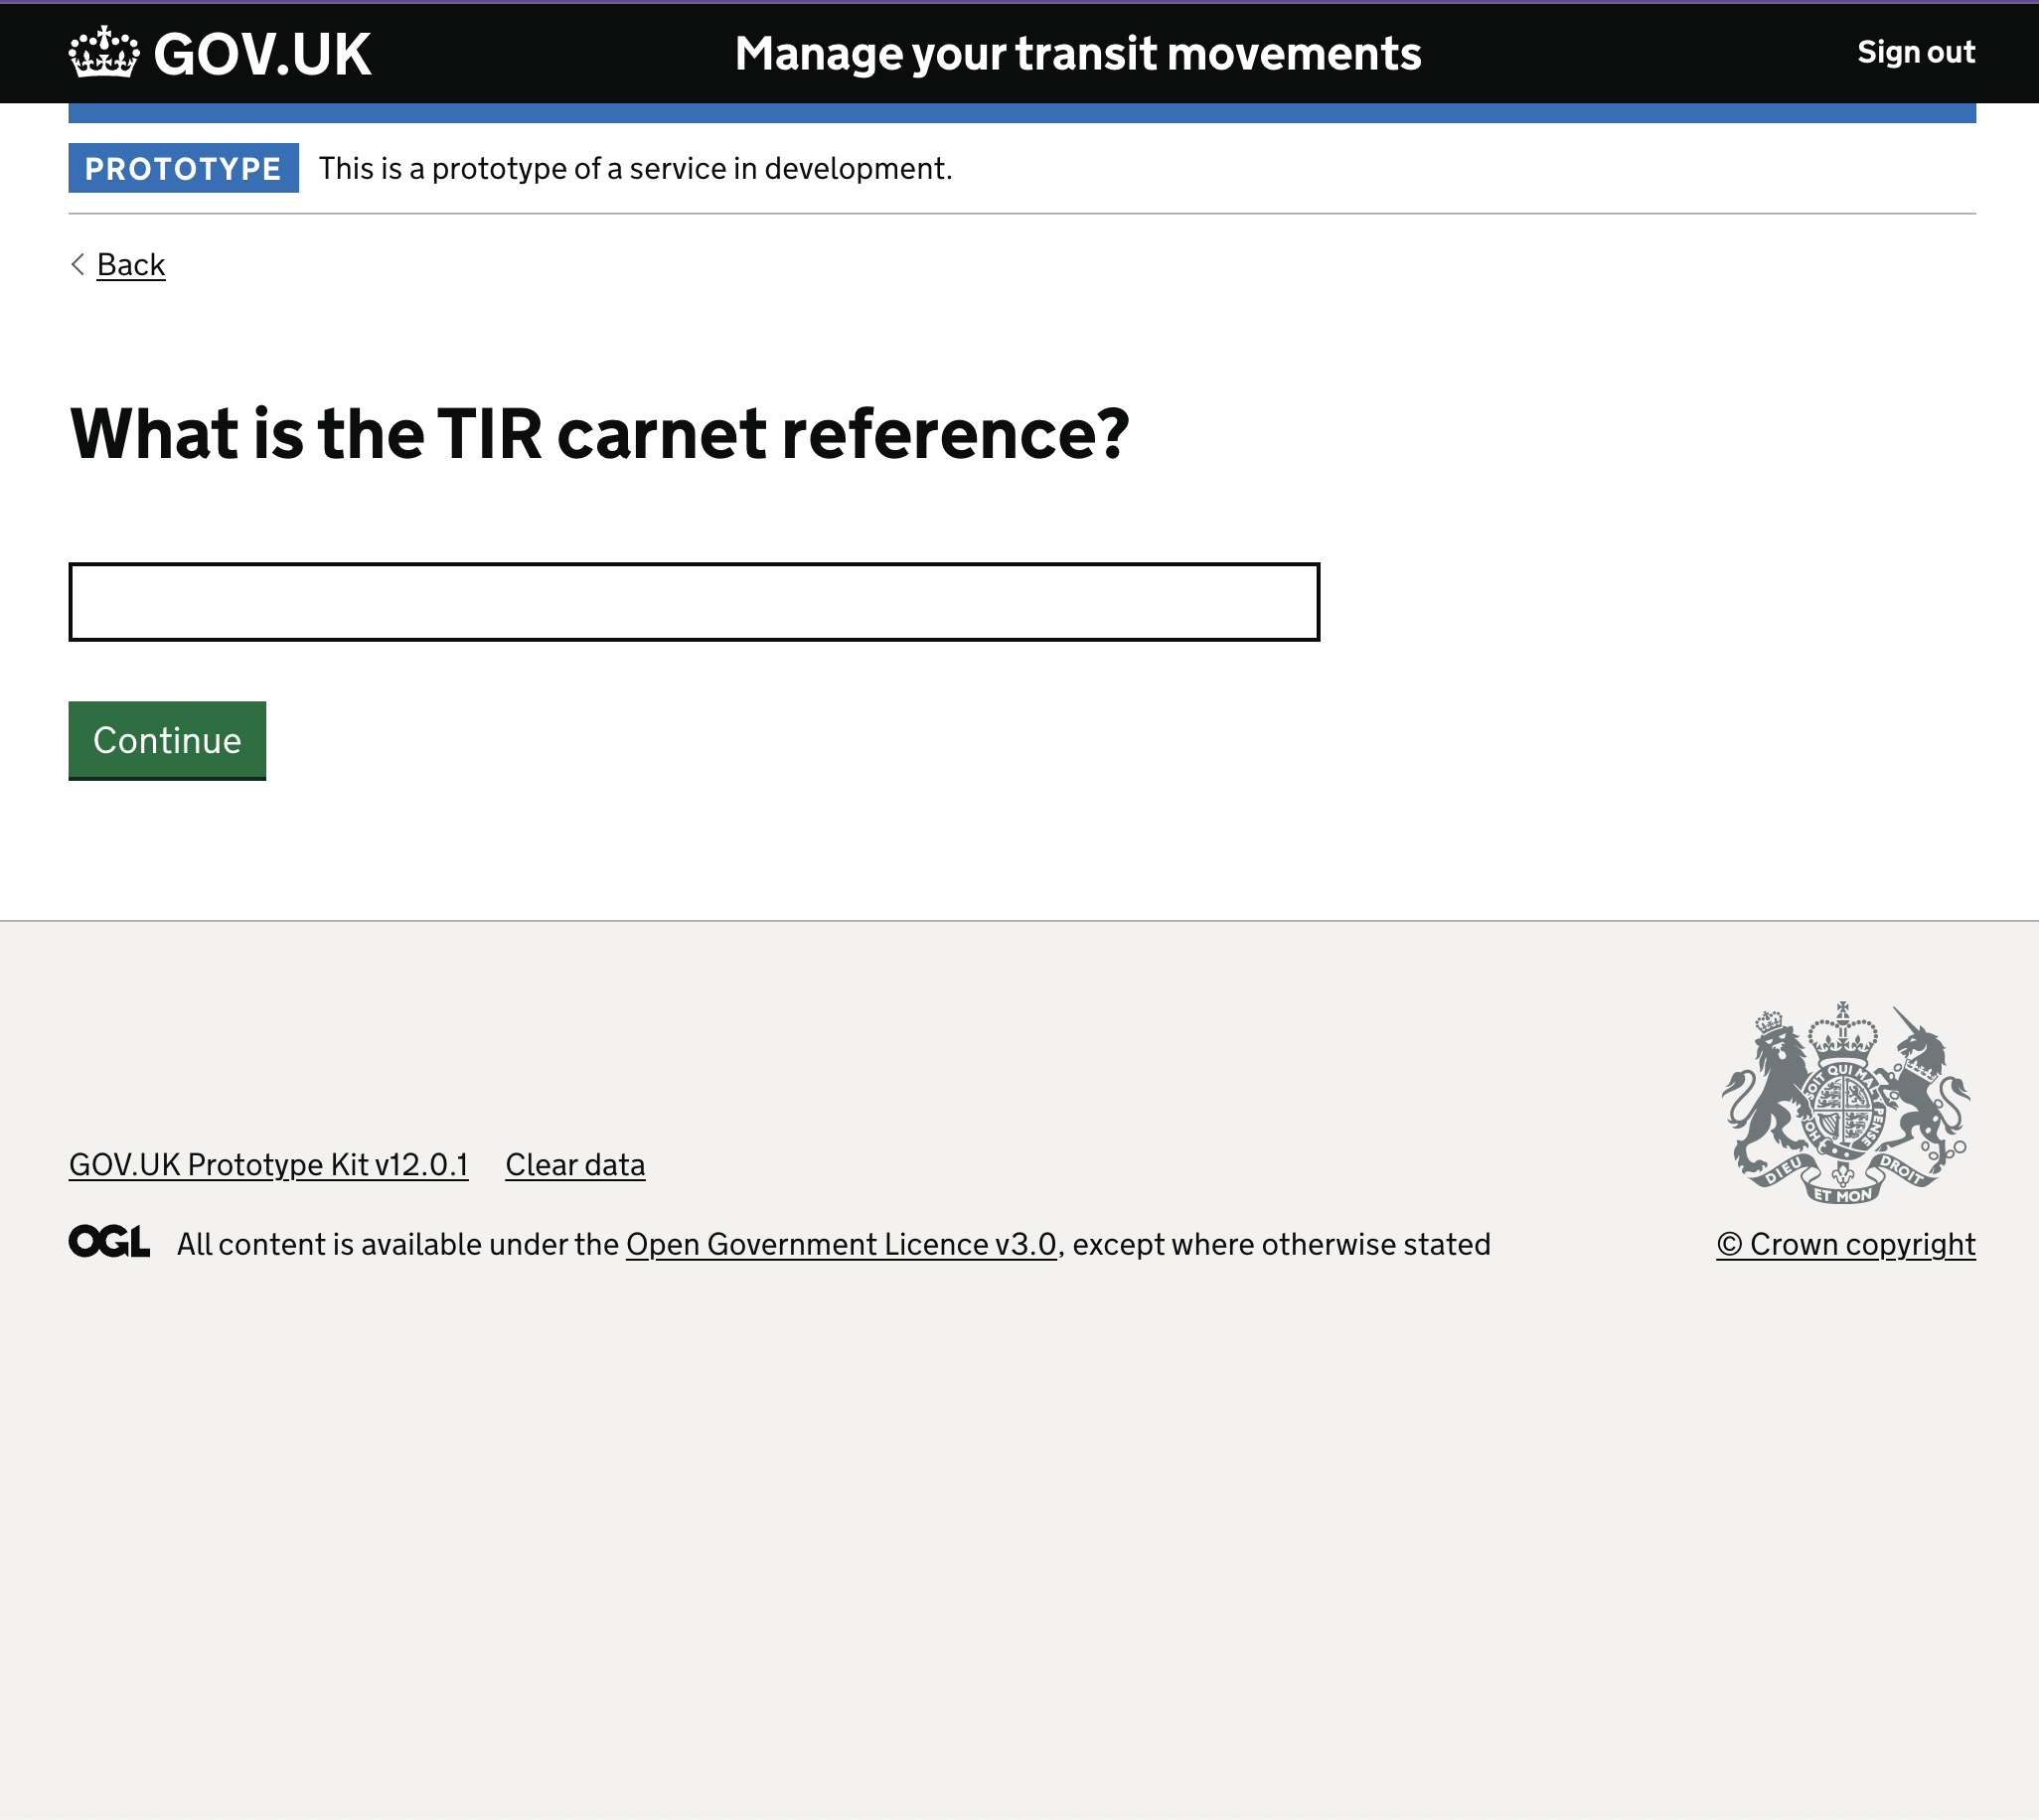 GOV.UK Manage your transit movements Sign out
PROTOTYPE This is a prototype of a service in development.
Back
What is the TIR carnet reference?
Continue
GOV.UK Prototype Kit v12.0.1 Clear data
OGL All content is available under the Open Government Licence v3.0, except where otherwise stated
HONI SOIT QUI MAL Y PENSE
DIEU ET MON DROIT
© Crown copyright